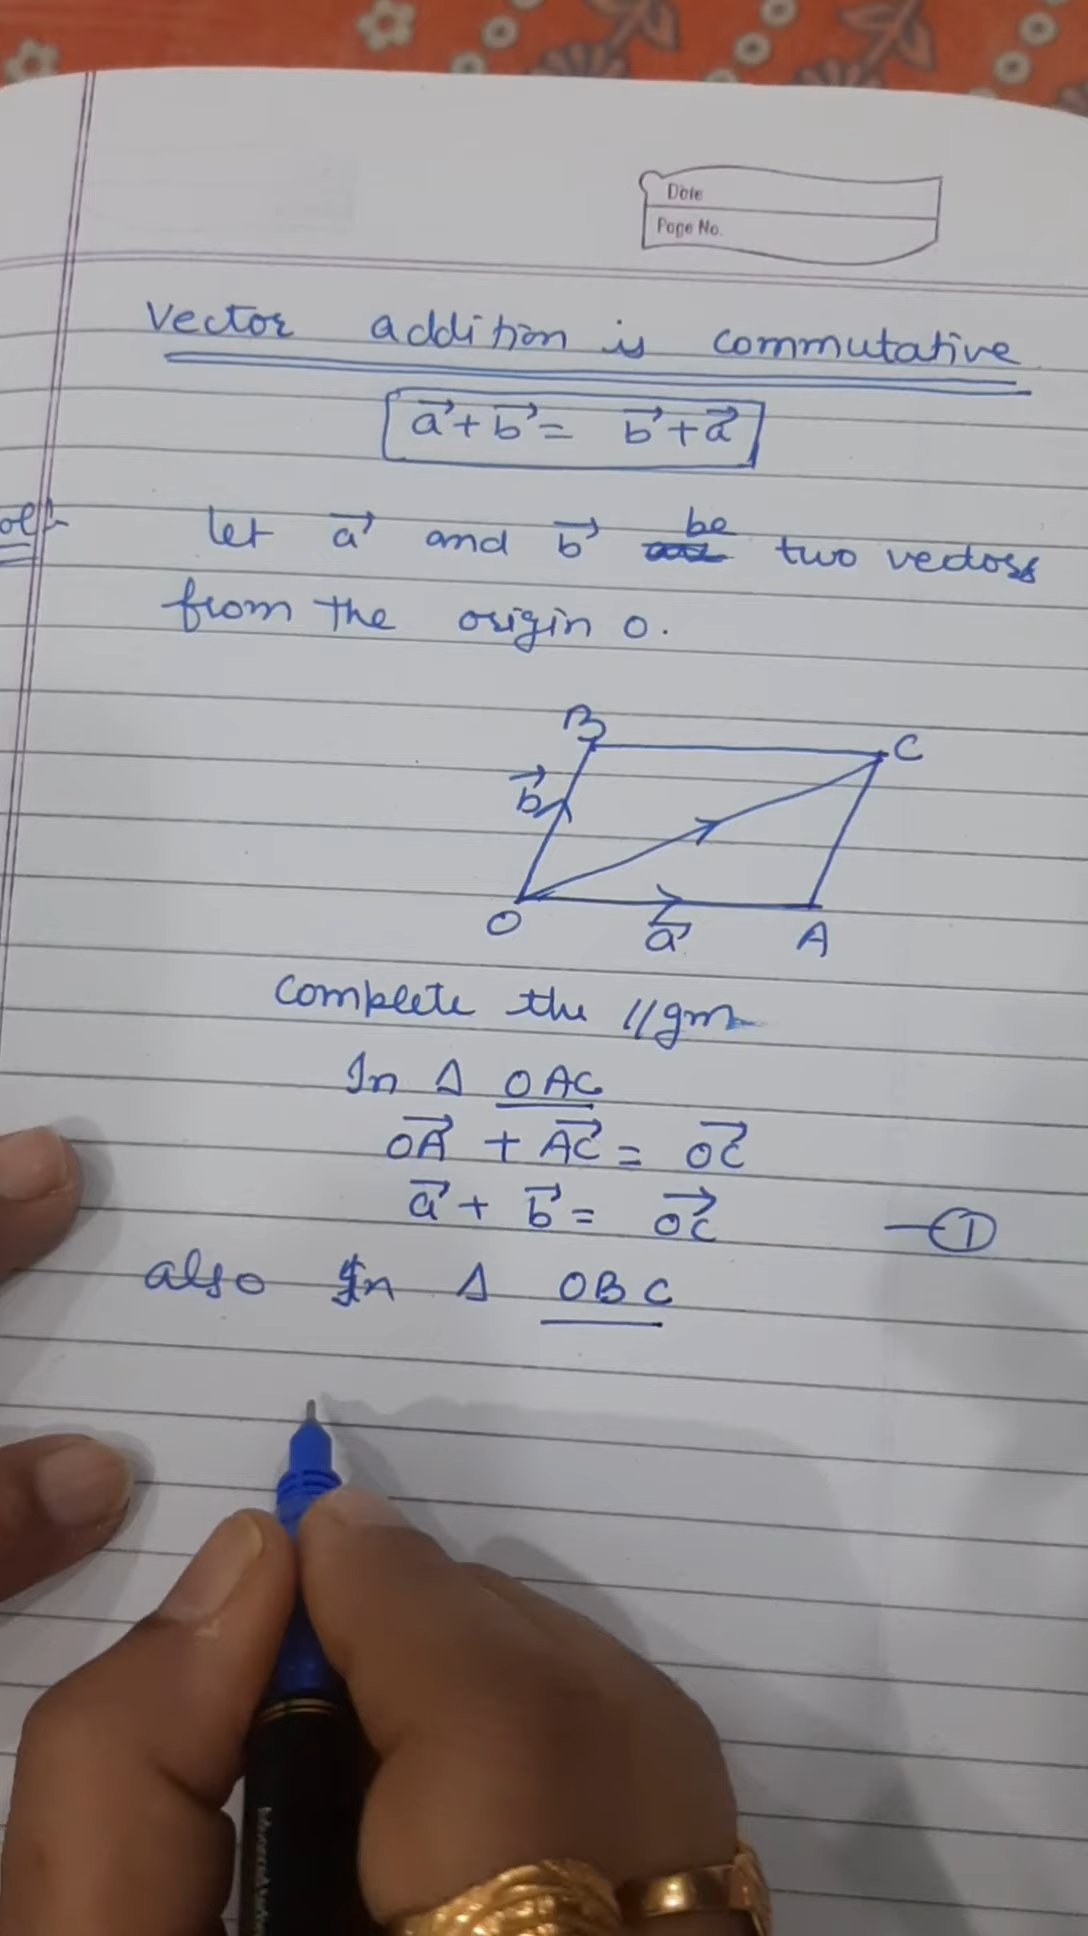 Date
Page No.
Vector addition is commutative
a⃗ + b⃗ = b⃗ + a⃗
let a⃗ and b⃗ be two vectors
from the origin O.
B
C
b⃗
O
a⃗
A
Complete the //gm
In Δ OAC
OA⃗ + AC⃗ = OC⃗
a⃗ + b⃗ = OC⃗ —①
also In Δ OBC